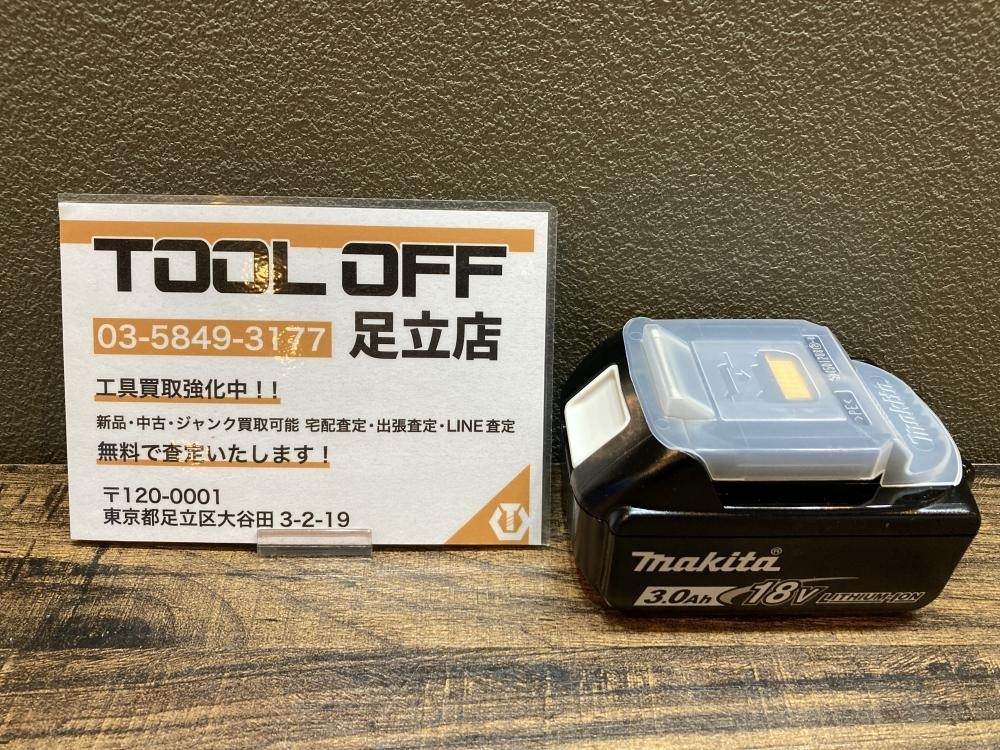 TOOL OFF
03-5849-3177 足立店
工具買取強化中!!
新品・中古・ジャンク買取可能 宅配査定・出張査定・LINE査定
無料で査定いたします!
〒120-0001
東京都足立区大谷田 3-2-19
>PE<
makita
makita®
3.0Ah 18V LITHIUM-ION